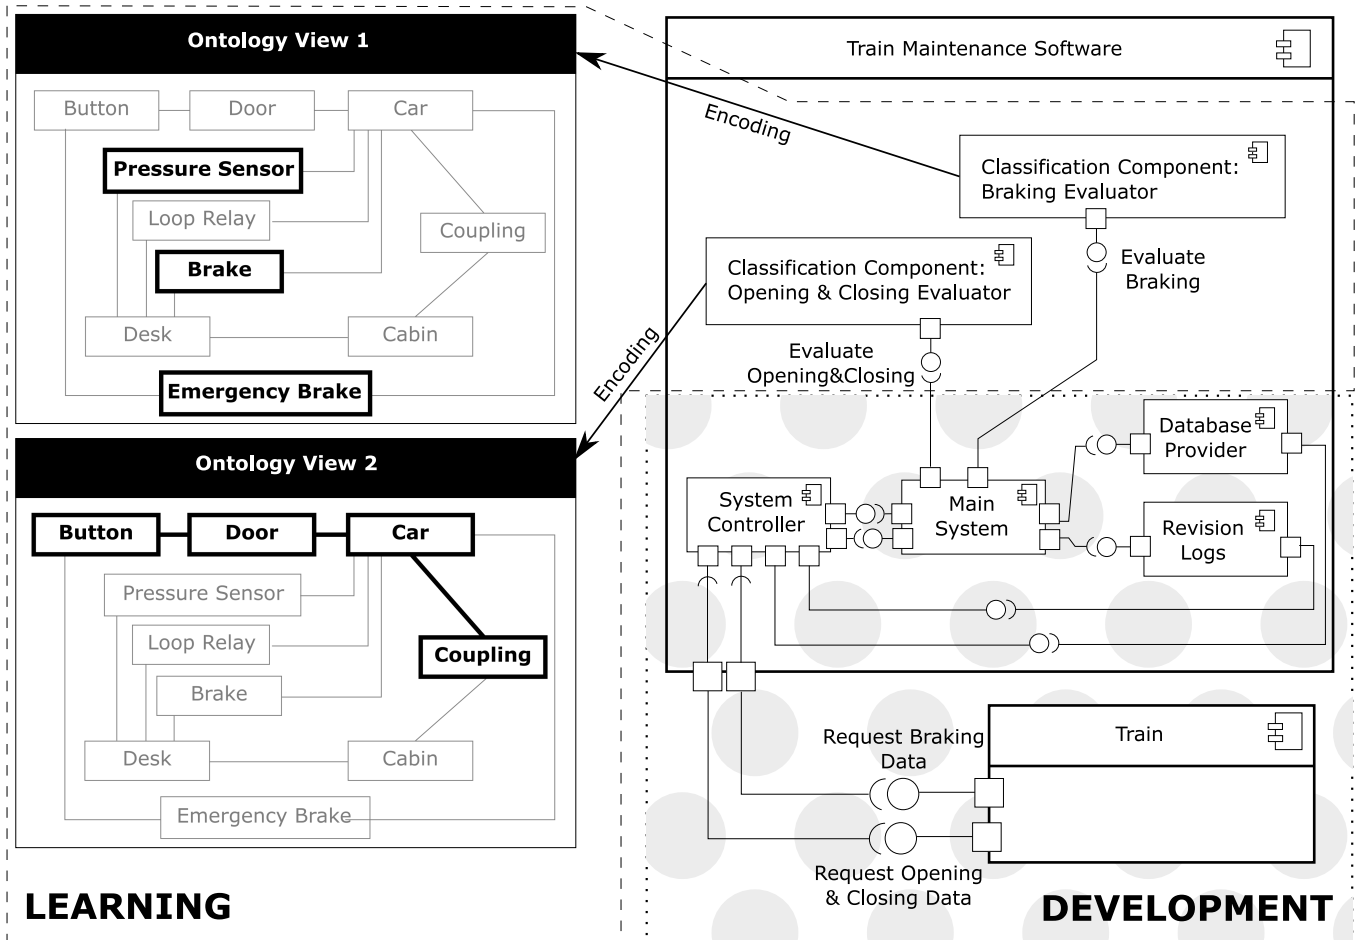 Ontology View 1
Button
Door
Car
Pressure Sensor
Loop Relay
Coupling
Brake
Desk
Cabin
Emergency Brake
Ontology View 2
Button
Door
Car
Pressure Sensor
Loop Relay
Coupling
Brake
Desk
Cabin
Emergency Brake
LEARNING
Encoding
Encoding
Train Maintenance Software
Classification Component:
Braking Evaluator
Evaluate
Braking
Classification Component:
Opening & Closing Evaluator
Evaluate
Opening&Closing
Database
Provider
System
Controller
Main
System
Revision
Logs
Request Braking
Data
Train
Request Opening
& Closing Data
DEVELOPMENT